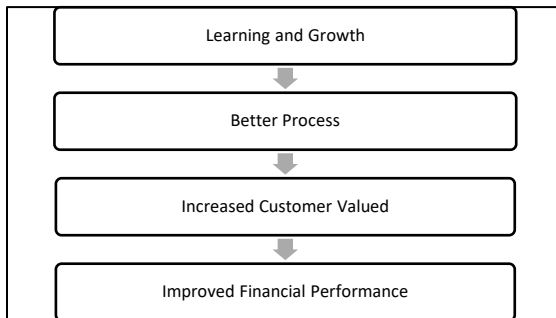 Learning and Growth
Better Process
Increased Customer Valued
Improved Financial Performance